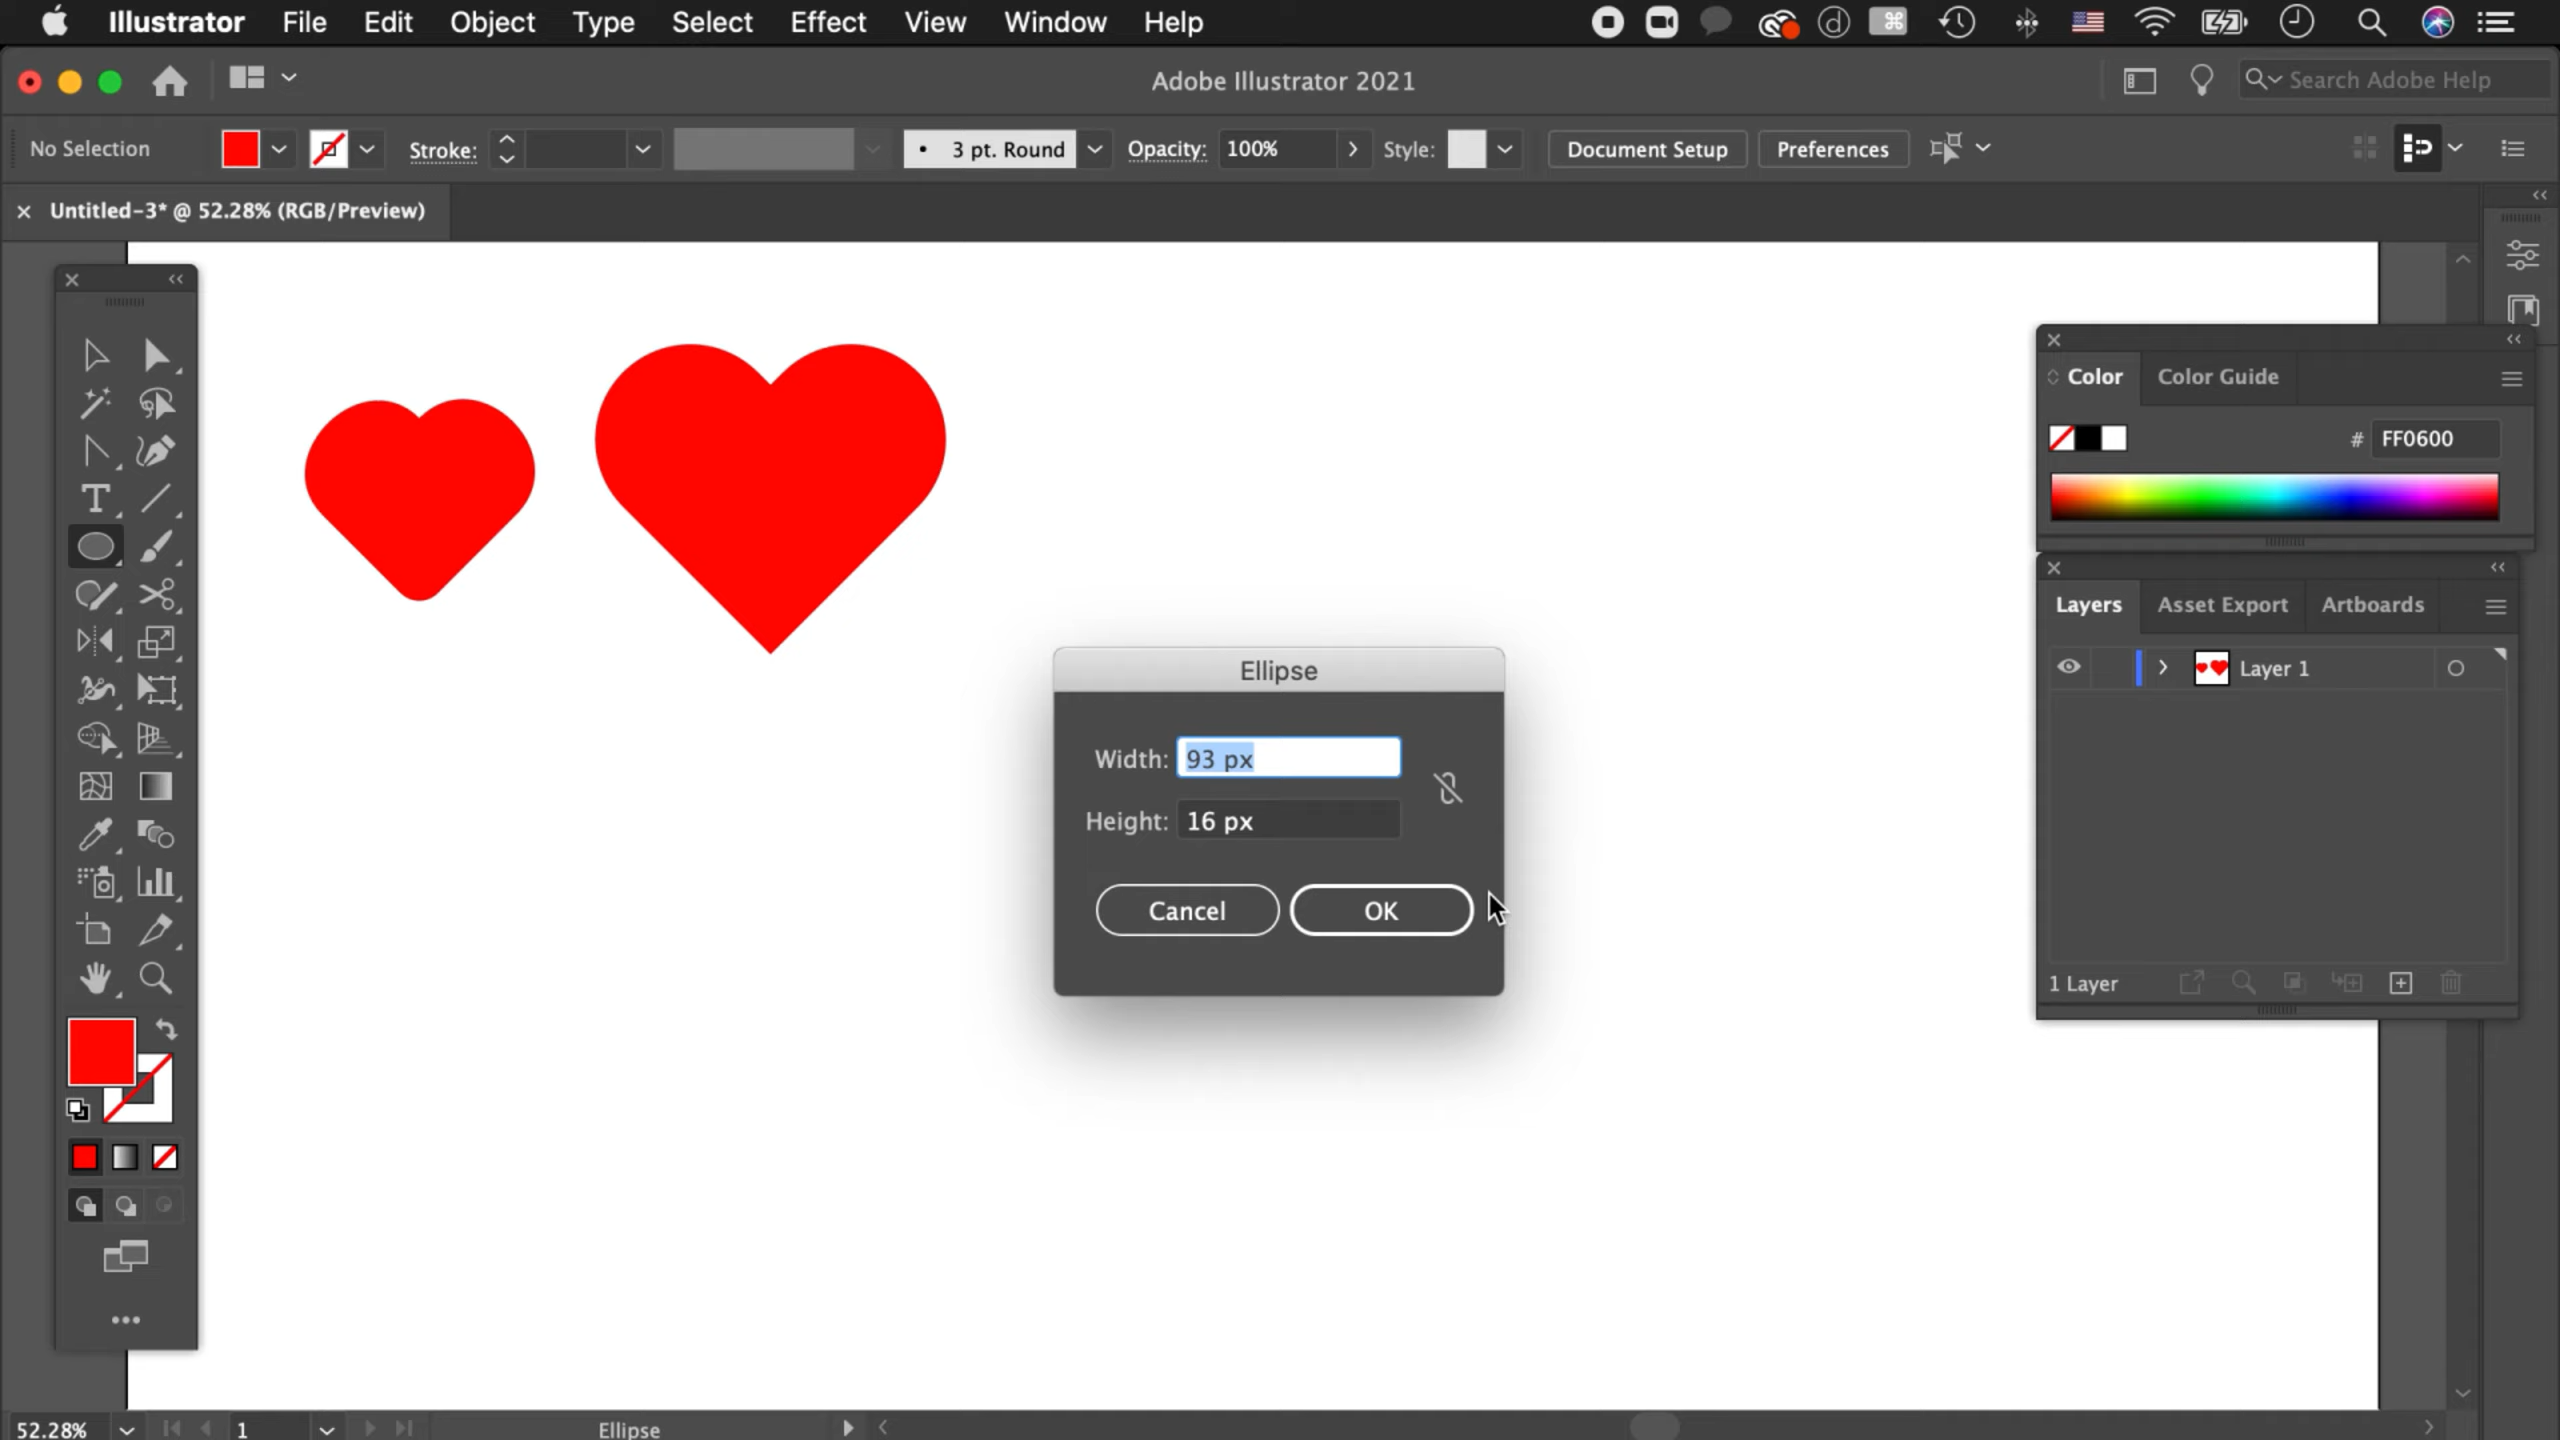 Illustrator File Edit Object Type Select Effect View Window Help
Adobe Illustrator 2021
Search Adobe Help
No Selection
Stroke:
3 pt. Round
Opacity: 100%
Style:
Document Setup
Preferences
Untitled-3* @ 52.28% (RGB/Preview)
Color
Color Guide
# FF0600
Layers
Asset Export
Artboards
Layer 1
1 Layer
Ellipse
Width: 93 px
Height: 16 px
Cancel
OK
52.28%
1
Ellipse